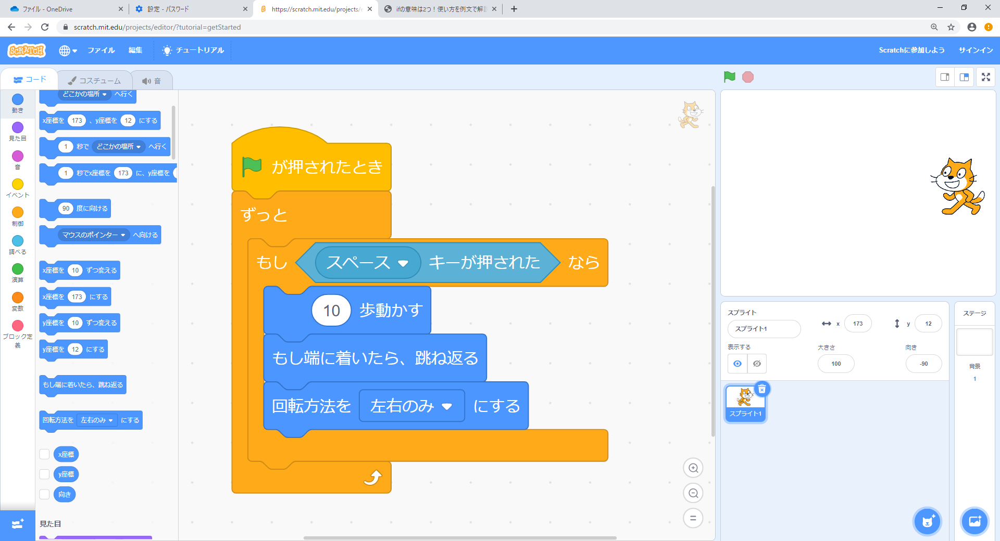 ファイル - OneDrive
設定 - パスワード
https://scratch.mit.edu/projects/e
ifの意味は2つ！使い方を例文で解説
scratch.mit.edu/projects/editor/?tutorial=getStarted
SCRATCH
ファイル
編集
チュートリアル
Scratchに参加しよう
サインイン
コード
コスチューム
音
動き
見た目
音
イベント
制御
調べる
演算
変数
ブロック定義
どこかの場所 へ行く
x座標を 173 、y座標を 12 にする
1 秒で どこかの場所 へ行く
1 秒でx座標を 173 に、y座標を
90 度に向ける
マウスのポインター へ向ける
x座標を 10 ずつ変える
x座標を 173 にする
y座標を 10 ずつ変える
y座標を 12 にする
もし端に着いたら、跳ね返る
回転方法を 左右のみ にする
x座標
y座標
向き
見た目
が押されたとき
ずっと
もし スペース キーが押された なら
10 歩動かす
もし端に着いたら、跳ね返る
回転方法を 左右のみ にする
スプライト
スプライト1
x 173
y 12
表示する
大きさ
100
向き
-90
スプライト1
ステージ
背景
1